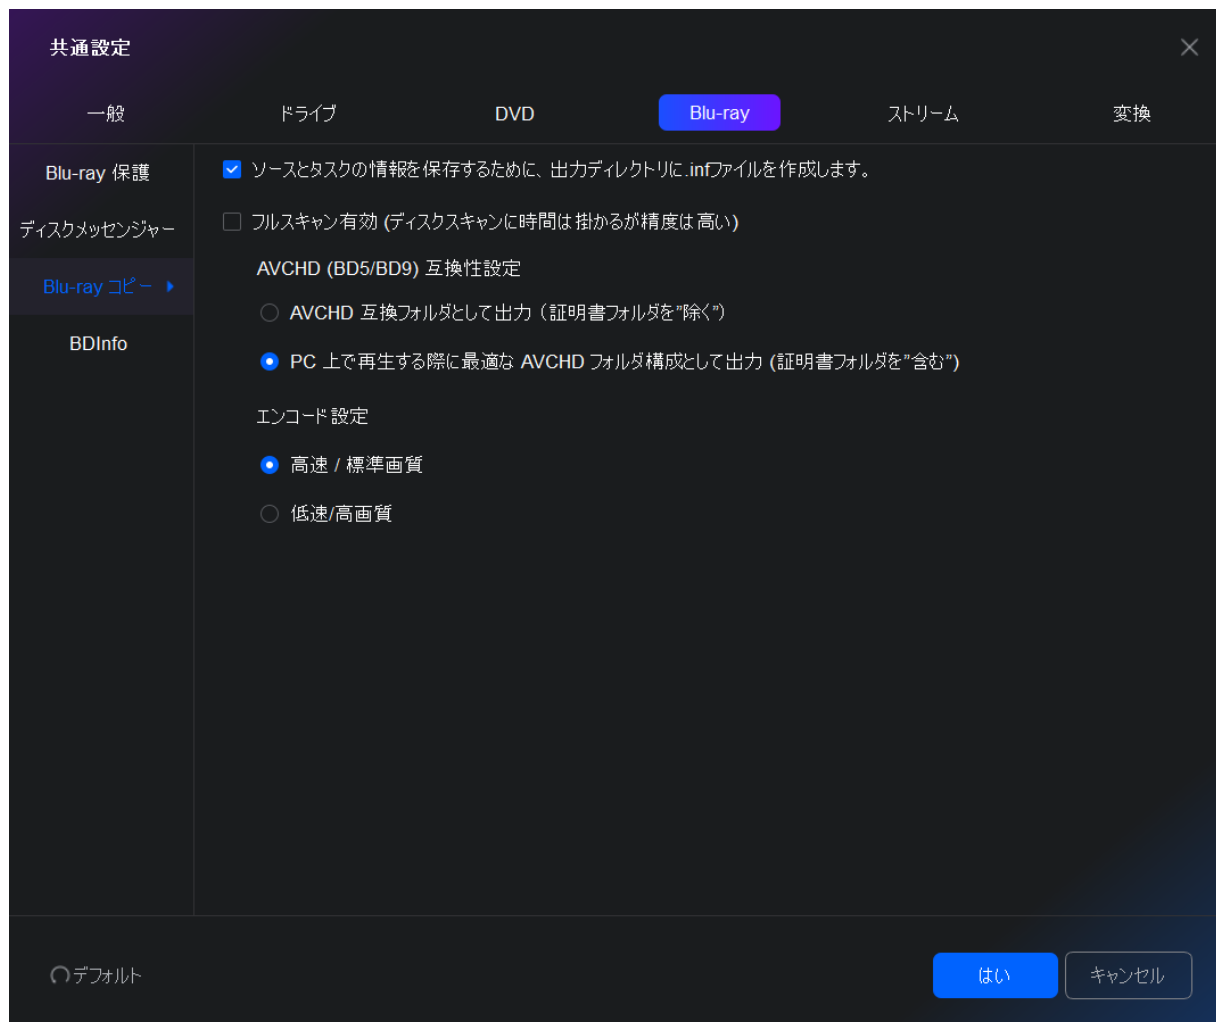 共通設定
一般
ドライブ
DVD
Blu-ray
ストリーム
変換
Blu-ray 保護
ディスクメッセンジャー
Blu-ray コピー
BDInfo
ソースとタスクの情報を保存するために、出力ディレクトリに.infファイルを作成します。
フルスキャン有効 (ディスクスキャンに時間は掛かるが精度は高い)
AVCHD (BD5/BD9) 互換性設定
AVCHD 互換フォルダとして出力（証明書フォルダを”除く”）
PC 上で再生する際に最適な AVCHD フォルダ構成として出力 (証明書フォルダを”含む”)
エンコード設定
高速 / 標準画質
低速/高画質
デフォルト
はい
キャンセル